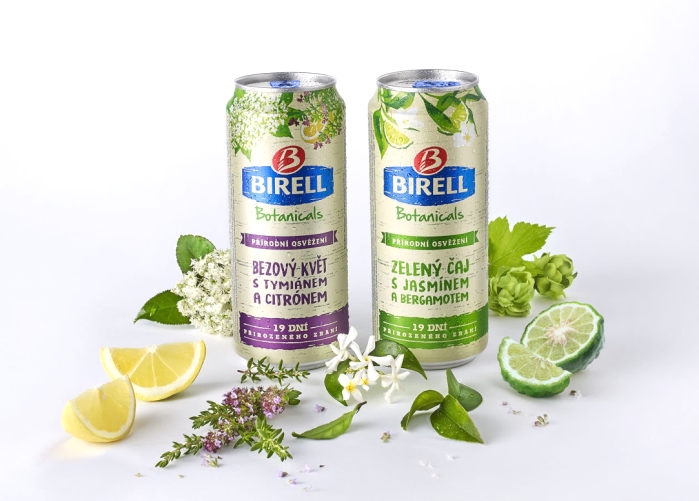 B
BIRELL
Botanicals
PŘÍRODNÍ OSVĚŽENÍ
BEZOVÝ KVĚT
S TYMIÁNEM
A CITRÓNEM
19 DNÍ
PŘIROZENÉHO ZRÁNÍ
B
BIRELL
Botanicals
PŘÍRODNÍ OSVĚŽENÍ
ZELENÝ ČAJ
S JASMÍNEM
A BERGAMOTEM
19 DNÍ
PŘIROZENÉHO ZRÁNÍ